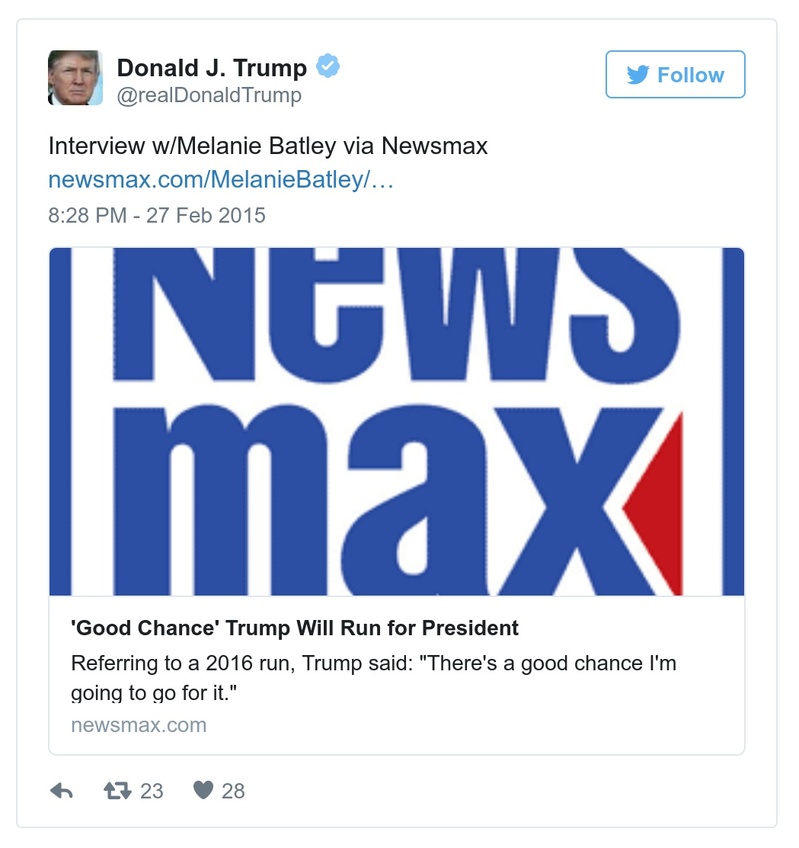 Donald J. Trump
@realDonaldTrump
Follow
Interview w/Melanie Batley via Newsmax
newsmax.com/MelanieBatley/…
8:28 PM - 27 Feb 2015
News
max
'Good Chance' Trump Will Run for President
Referring to a 2016 run, Trump said: "There's a good chance I'm
going to go for it."
newsmax.com
23
28